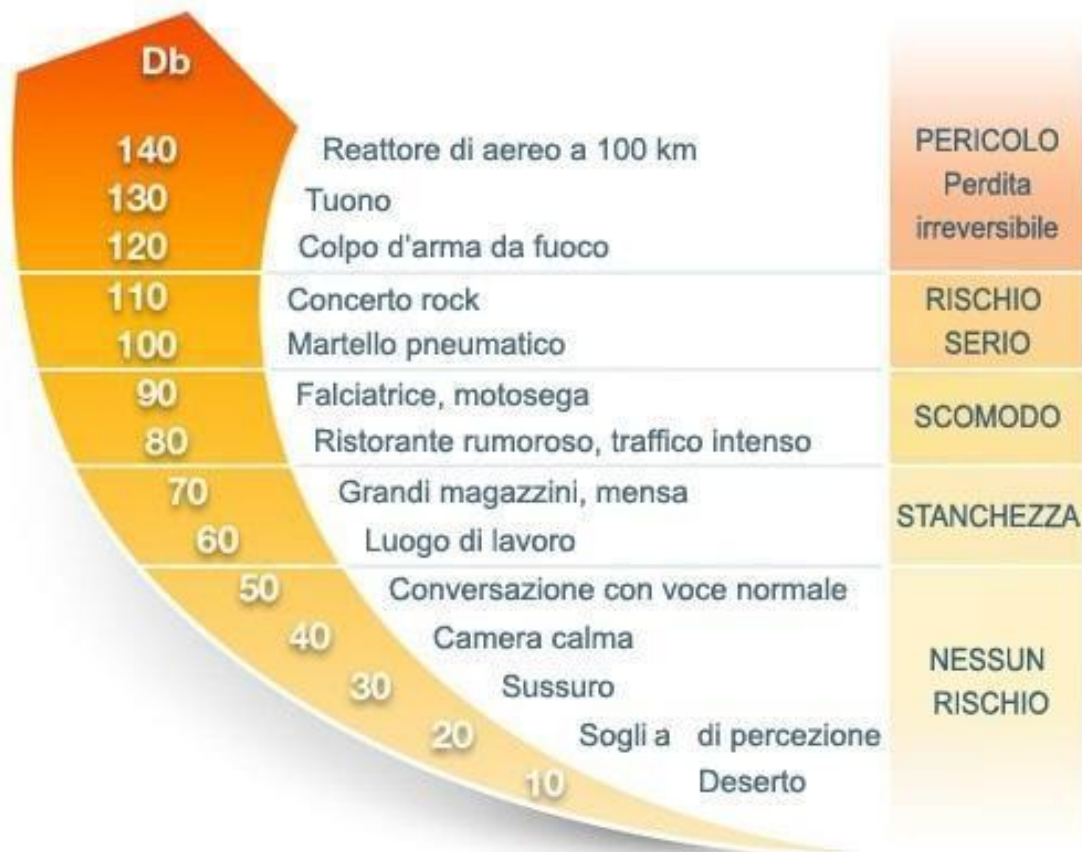 Db
140 Reattore di aereo a 100 km
130 Tuono
120 Colpo d'arma da fuoco
PERICOLO
Perdita
irreversibile
110 Concerto rock
100 Martello pneumatico
RISCHIO
SERIO
90 Falciatrice, motosega
80 Ristorante rumoroso, traffico intenso
SCOMODO
70 Grandi magazzini, mensa
60 Luogo di lavoro
STANCHEZZA
50 Conversazione con voce normale
40 Camera calma
30 Sussuro
20 Sogli a di percezione
10 Deserto
NESSUN
RISCHIO